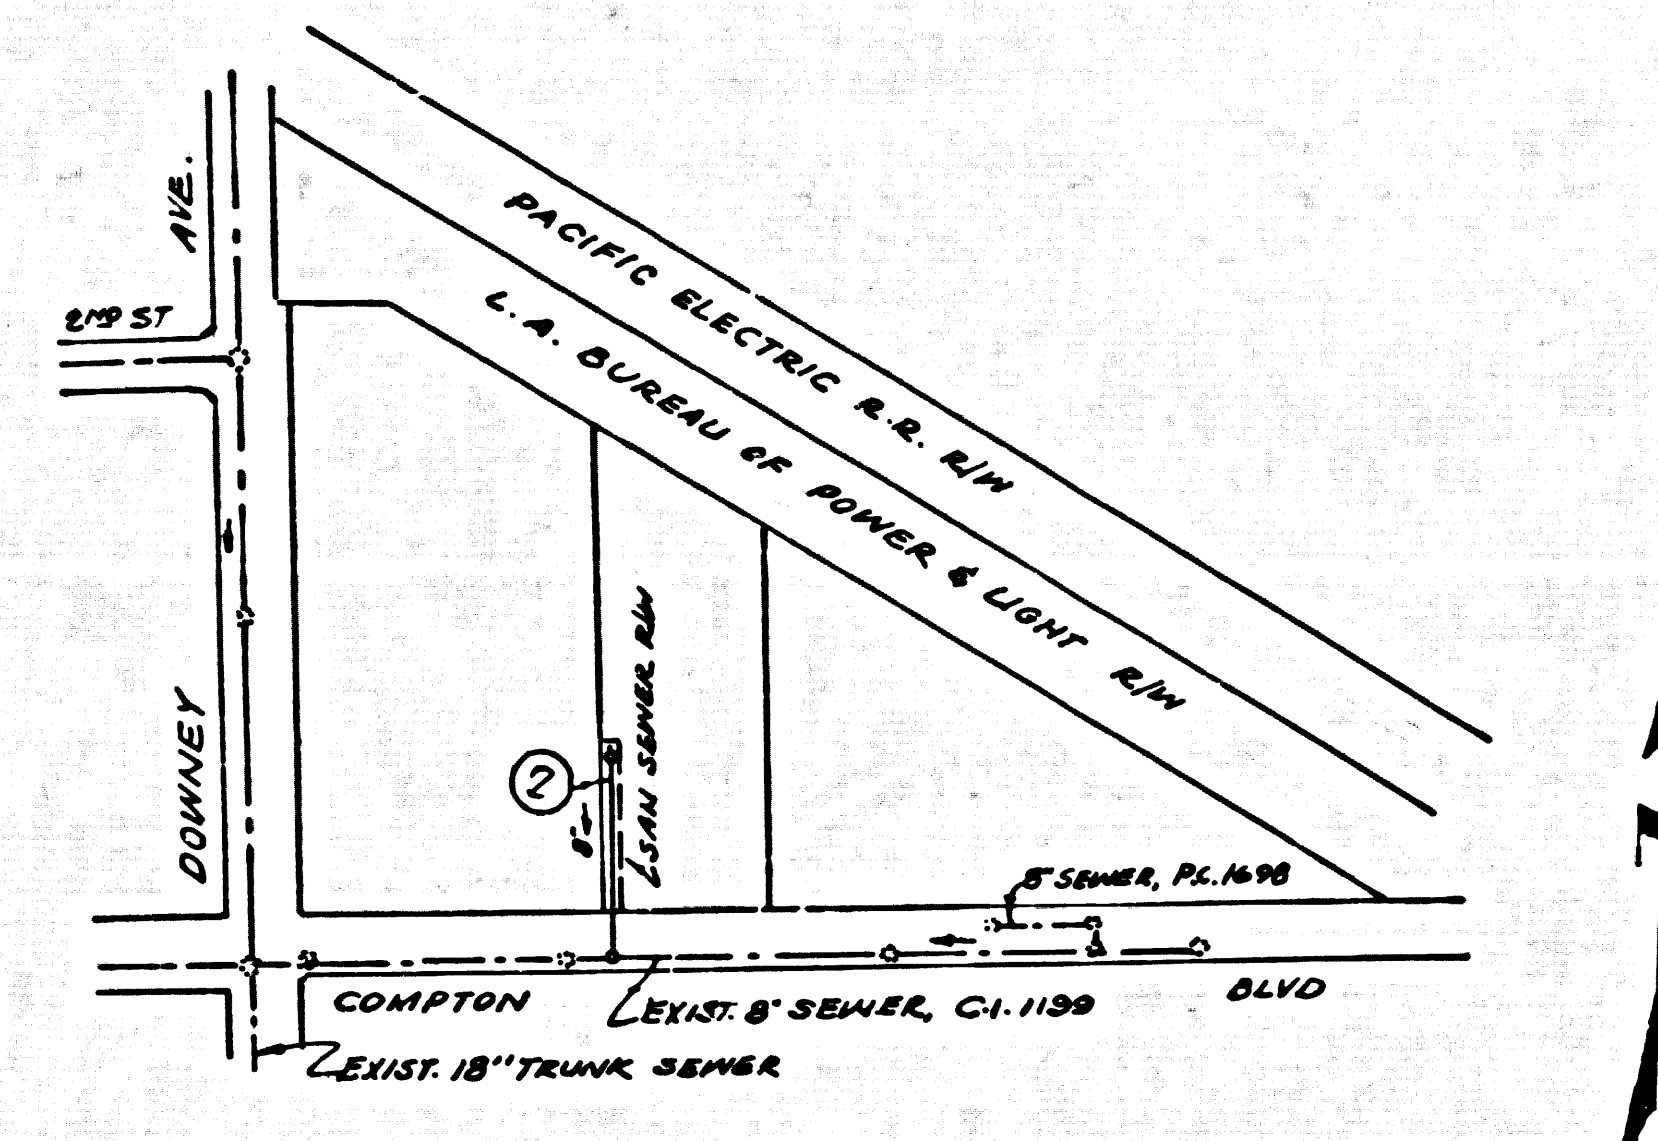 AVE.
PACIFIC ELECTRIC R.R. R/W
L.A. BUREAU OF POWER & LIGHT R/W
2ND ST
DOWNEY
SAN SEWER R/W
2
8"
8" SEWER, P.C. 1698
COMPTON
BLVD
EXIST. 8" SEWER, C.I. 1199
EXIST. 18" TRUNK SEWER